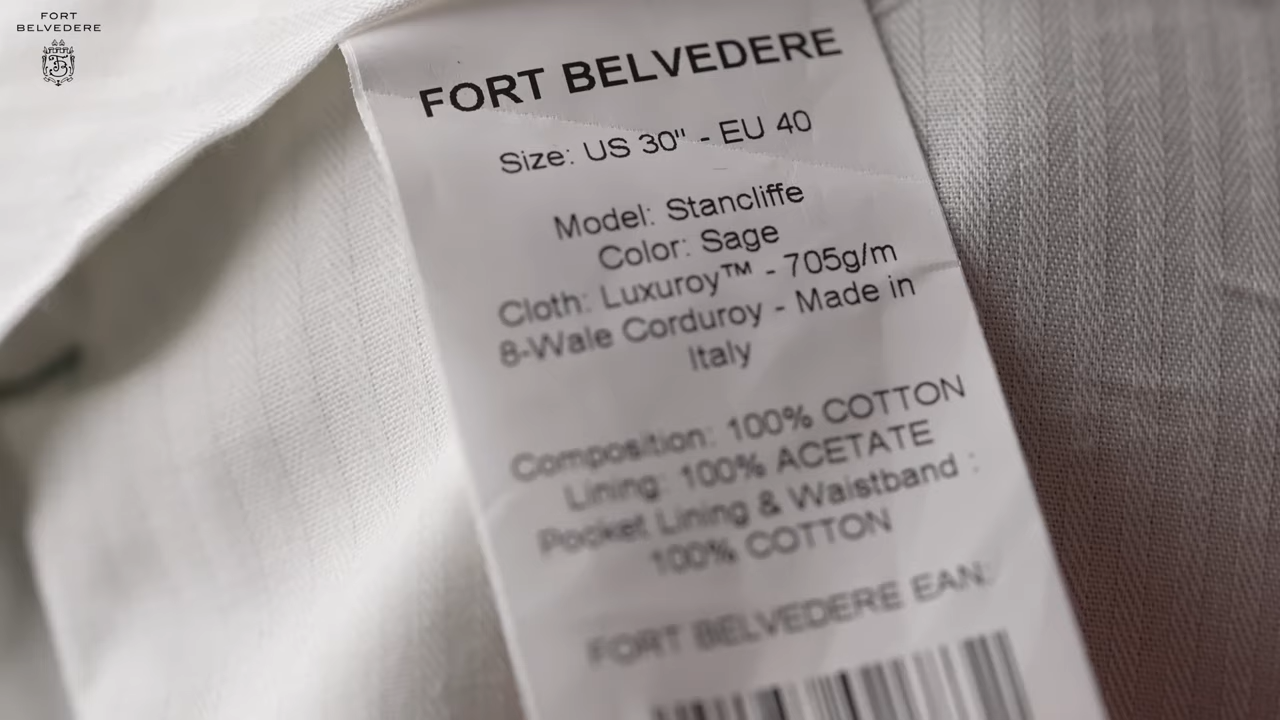 FORT
BELVEDERE
FORT BELVEDERE
Size: US 30" - EU 40
Model: Stancliffe
Color: Sage
Cloth: Luxuroy™ - 705g/m
8-Wale Corduroy - Made in
Italy
Composition: 100% COTTON
Lining: 100% ACETATE
Pocket Lining & Waistband :
100% COTTON
FORT BELVEDERE EAN: